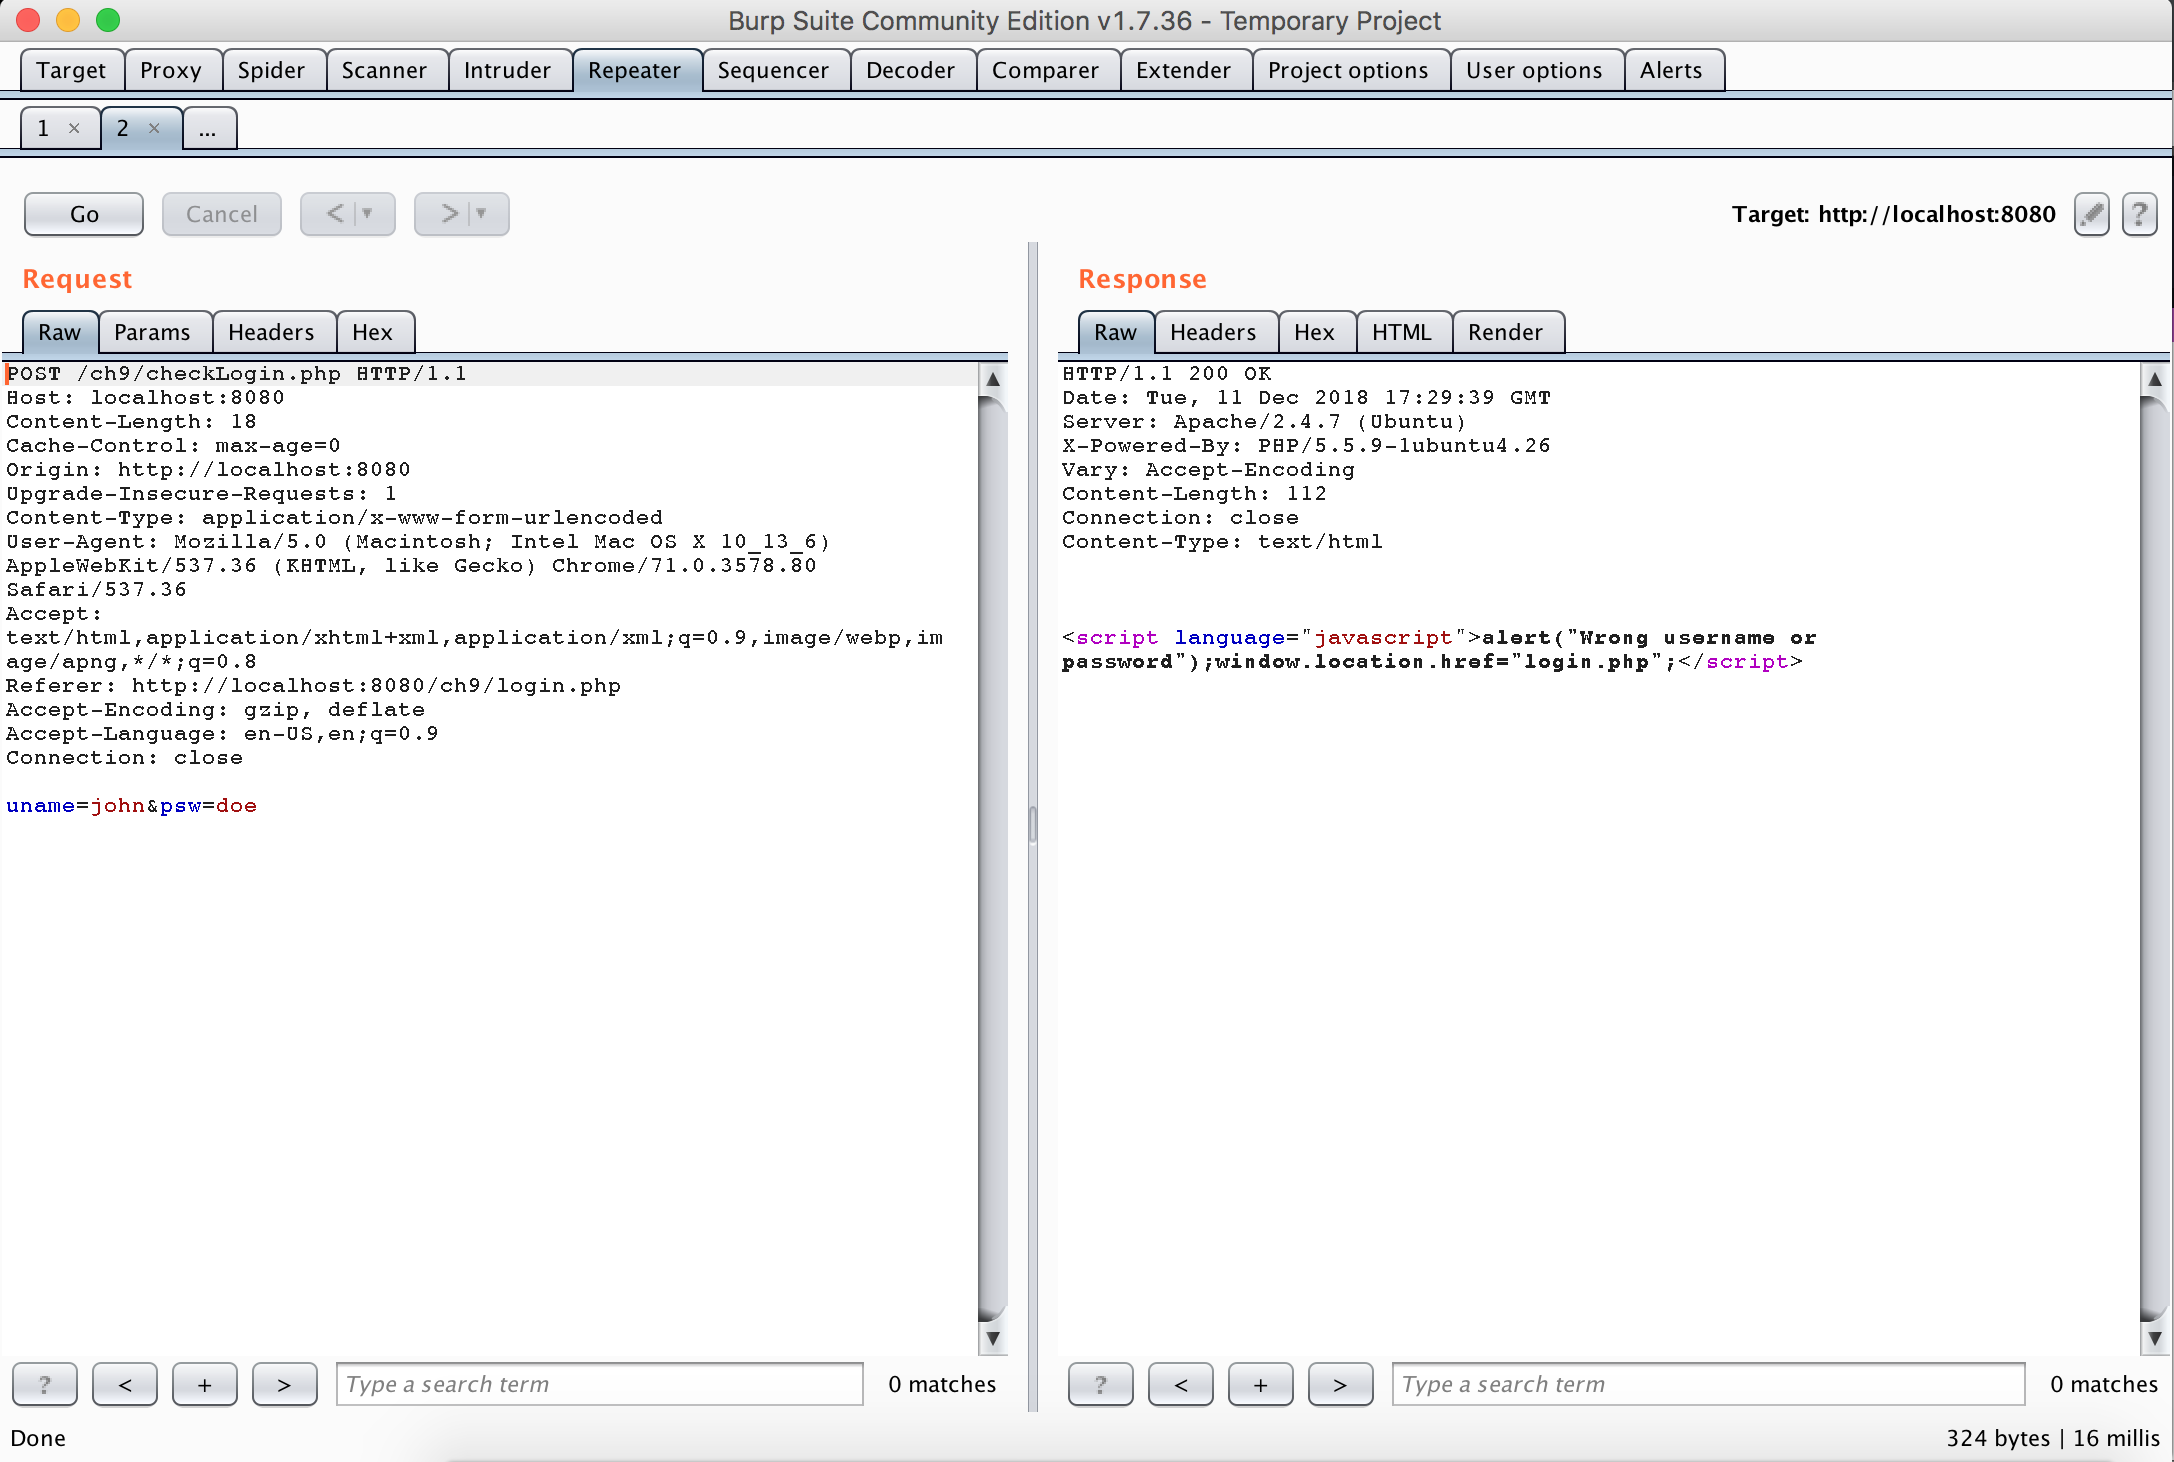 Burp Suite Community Edition v1.7.36 - Temporary Project
Target Proxy Spider Scanner Intruder Repeater Sequencer Decoder Comparer Extender Project options User options Alerts
1 × 2 × ...
Go Cancel < > Target: http://localhost:8080 ?
Request
Raw Params Headers Hex
POST /ch9/checkLogin.php HTTP/1.1
Host: localhost:8080
Content-Length: 18
Cache-Control: max-age=0
Origin: http://localhost:8080
Upgrade-Insecure-Requests: 1
Content-Type: application/x-www-form-urlencoded
User-Agent: Mozilla/5.0 (Macintosh; Intel Mac OS X 10_13_6)
AppleWebKit/537.36 (KHTML, like Gecko) Chrome/71.0.3578.80
Safari/537.36
Accept:
text/html,application/xhtml+xml,application/xml;q=0.9,image/webp,im
age/apng,*/*;q=0.8
Referer: http://localhost:8080/ch9/login.php
Accept-Encoding: gzip, deflate
Accept-Language: en-US,en;q=0.9
Connection: close
uname=john&psw=doe
? < + > Type a search term 0 matches
Response
Raw Headers Hex HTML Render
HTTP/1.1 200 OK
Date: Tue, 11 Dec 2018 17:29:39 GMT
Server: Apache/2.4.7 (Ubuntu)
X-Powered-By: PHP/5.5.9-1ubuntu4.26
Vary: Accept-Encoding
Content-Length: 112
Connection: close
Content-Type: text/html
<script language="javascript">alert("Wrong username or
password");window.location.href="login.php";</script>
? < + > Type a search term 0 matches
Done 324 bytes | 16 millis